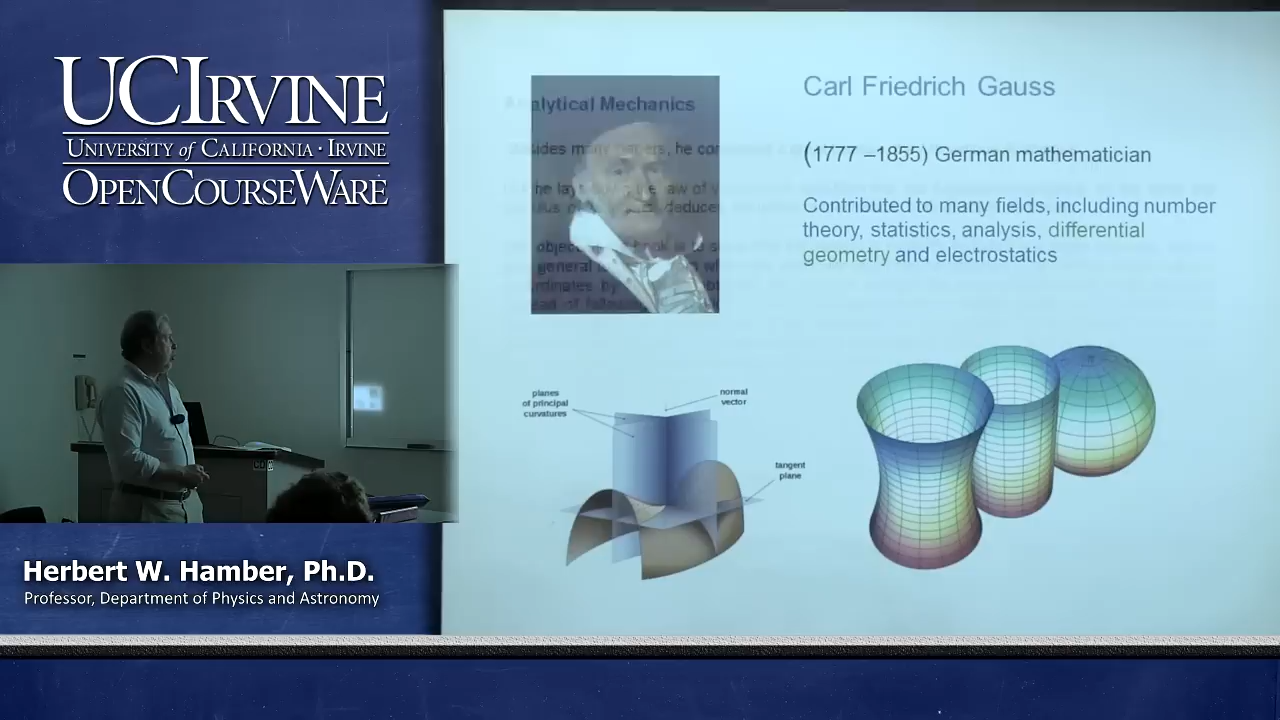 UCIRVINE
UNIVERSITY of CALIFORNIA · IRVINE
OPENCOURSEWARE
Herbert W. Hamber, Ph.D.
Professor, Department of Physics and Astronomy
Analytical Mechanics
Carl Friedrich Gauss
(1777 –1855) German mathematician
Contributed to many fields, including number
theory, statistics, analysis, differential
geometry and electrostatics
planes
of principal
curvatures
normal
vector
tangent
plane